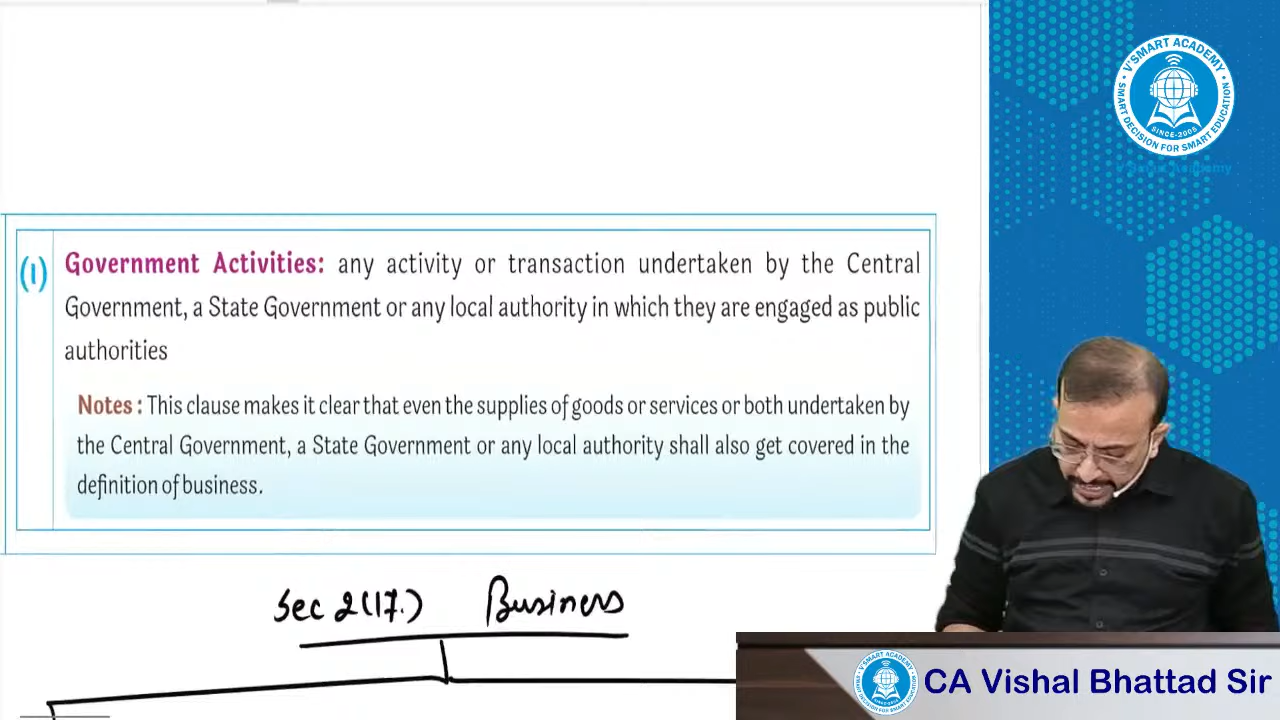 V'SMART ACADEMY
SINCE-2005
SMART DECISION FOR SMART EDUCATION
V'Smart Academy
(I) Government Activities: any activity or transaction undertaken by the Central
Government, a State Government or any local authority in which they are engaged as public
authorities
Notes : This clause makes it clear that even the supplies of goods or services or both undertaken by
the Central Government, a State Government or any local authority shall also get covered in the
definition of business.
Sec 2(17.) Business
CA Vishal Bhattad Sir